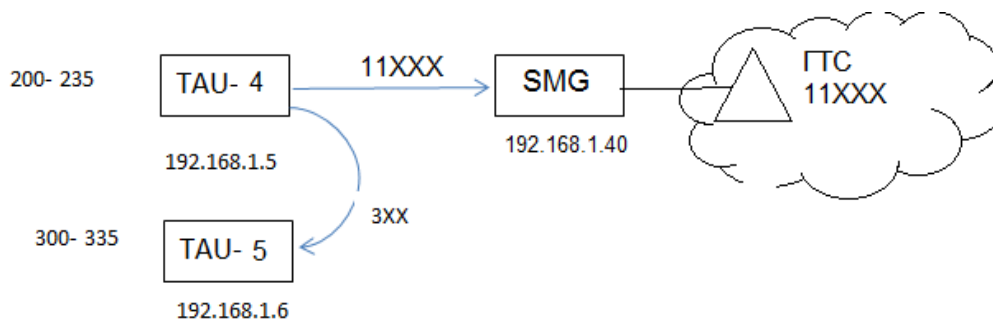 200- 235
TAU- 4
11XXX
SMG
ГТС
11XXX
192.168.1.5
192.168.1.40
3XX
300- 335
TAU- 5
192.168.1.6